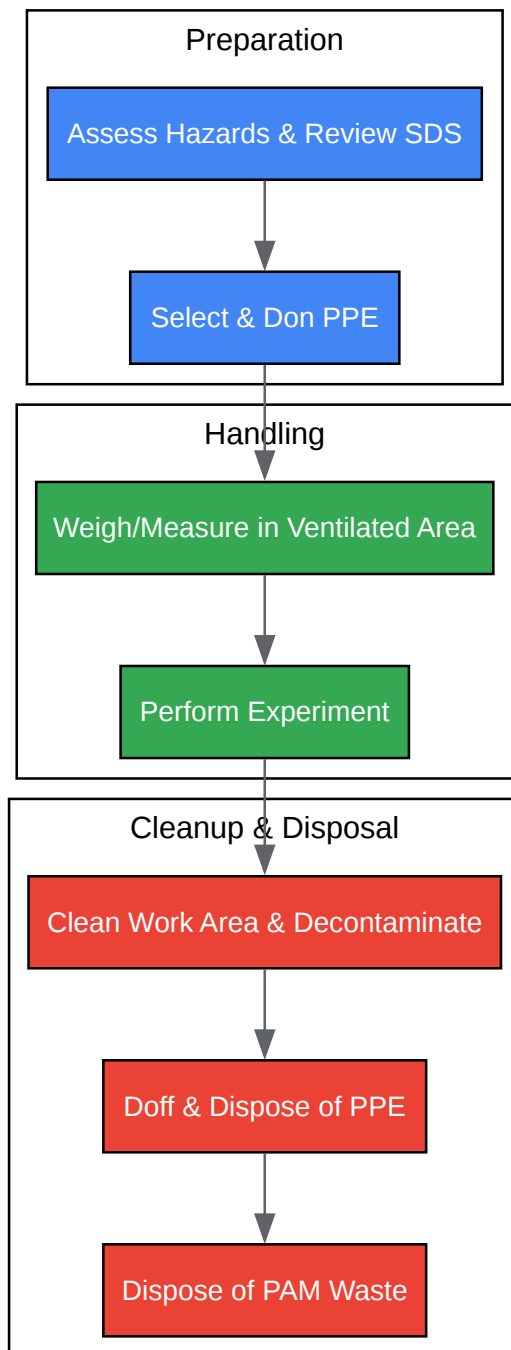 Preparation
Assess Hazards & Review SDS
Select & Don PPE
Handling
Weigh/Measure in Ventilated Area
Perform Experiment
Cleanup & Disposal
Clean Work Area & Decontaminate
Doff & Dispose of PPE
Dispose of PAM Waste